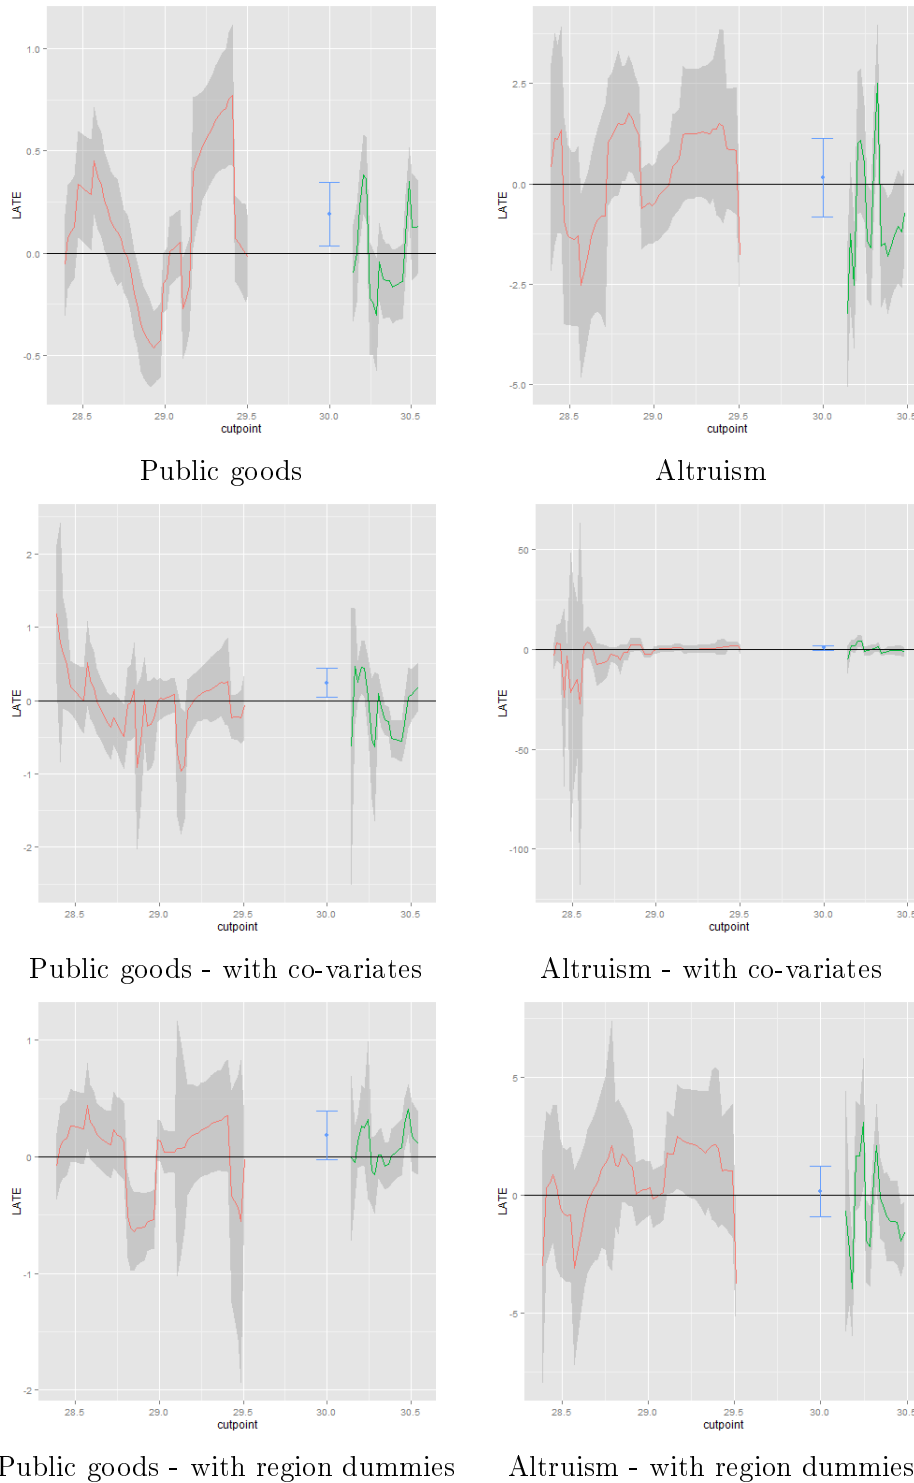 1.0
0.5
0.0
-0.5
LATE
28.5 29.0 29.5 30.0 30.5
cutpoint
Public goods
2.5
0.0
-2.5
-5.0
LATE
28.5 29.0 29.5 30.0 30.5
cutpoint
Altruism
2
1
0
-1
-2
LATE
28.5 29.0 29.5 30.0 30.5
cutpoint
Public goods - with co-variates
50
0
-50
-100
LATE
28.5 29.0 29.5 30.0 30.5
cutpoint
Altruism - with co-variates
1
0
-1
-2
LATE
28.5 29.0 29.5 30.0 30.5
cutpoint
Public goods - with region dummies
5
0
-5
LATE
28.5 29.0 29.5 30.0 30.5
cutpoint
Altruism - with region dummies